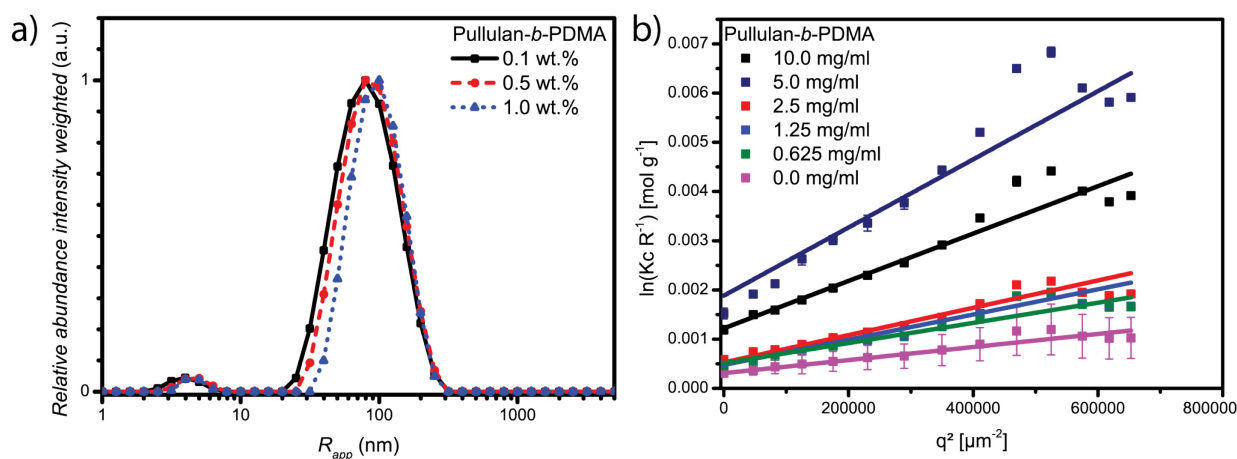 a)
Relative abundance intensity weighted (a.u.)
1
0
Pullulan-b-PDMA
0.1 wt.%
0.5 wt.%
1.0 wt.%
1 10 100 1000
Rapp (nm)
b)
ln(Kc R⁻¹) [mol g⁻¹]
0.007
0.006
0.005
0.004
0.003
0.002
0.001
0.000
Pullulan-b-PDMA
10.0 mg/ml
5.0 mg/ml
2.5 mg/ml
1.25 mg/ml
0.625 mg/ml
0.0 mg/ml
0 200000 400000 600000 800000
q² [µm⁻²]